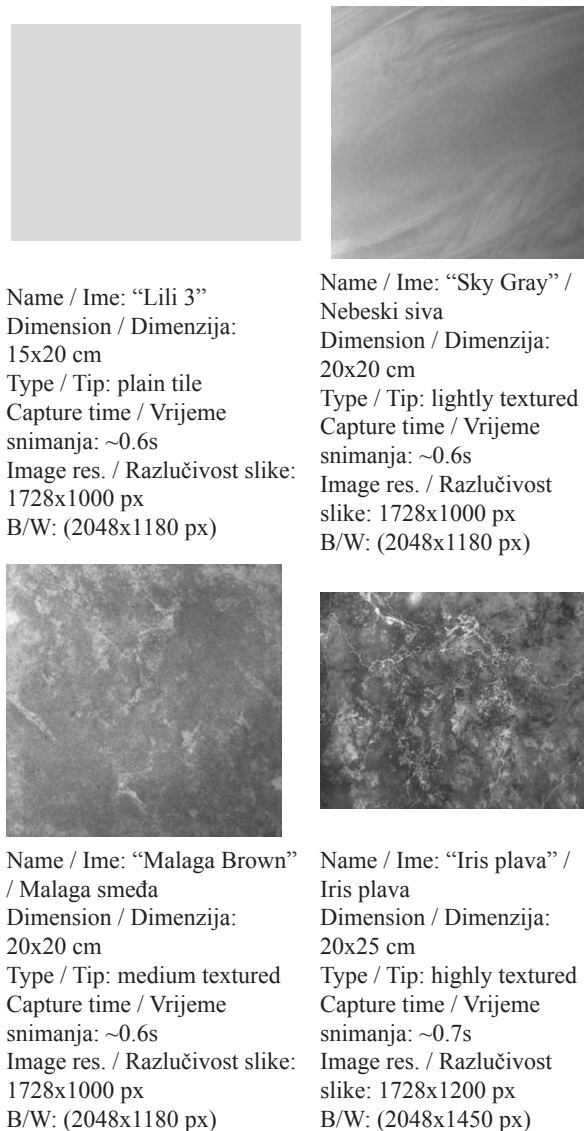 Name / Ime: “Lili 3”
Dimension / Dimenzija:
15x20 cm
Type / Tip: plain tile
Capture time / Vrijeme
snimanja: ~0.6s
Image res. / Razlučivost slike:
1728x1000 px
B/W: (2048x1180 px)
Name / Ime: “Sky Gray” /
Nebeski siva
Dimension / Dimenzija:
20x20 cm
Type / Tip: lightly textured
Capture time / Vrijeme
snimanja: ~0.6s
Image res. / Razlučivost
slike: 1728x1000 px
B/W: (2048x1180 px)
Name / Ime: “Malaga Brown”
/ Malaga smeđa
Dimension / Dimenzija:
20x20 cm
Type / Tip: medium textured
Capture time / Vrijeme
snimanja: ~0.6s
Image res. / Razlučivost slike:
1728x1000 px
B/W: (2048x1180 px)
Name / Ime: “Iris plava” /
Iris plava
Dimension / Dimenzija:
20x25 cm
Type / Tip: highly textured
Capture time / Vrijeme
snimanja: ~0.7s
Image res. / Razlučivost
slike: 1728x1200 px
B/W: (2048x1450 px)